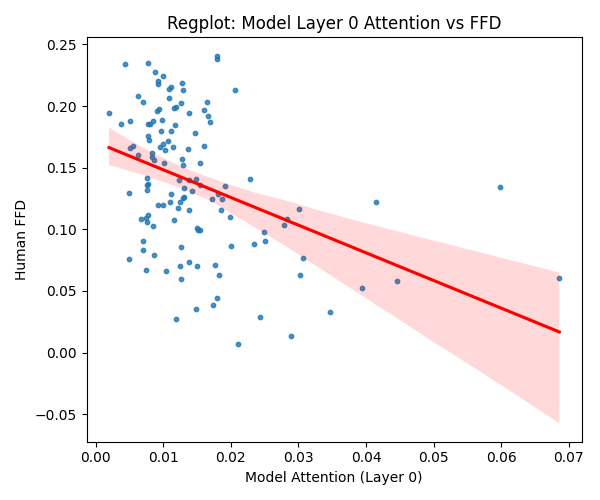 Regplot: Model Layer 0 Attention vs FFD
Human FFD
0.25
0.20
0.15
0.10
0.05
0.00
−0.05
0.00 0.01 0.02 0.03 0.04 0.05 0.06 0.07
Model Attention (Layer 0)